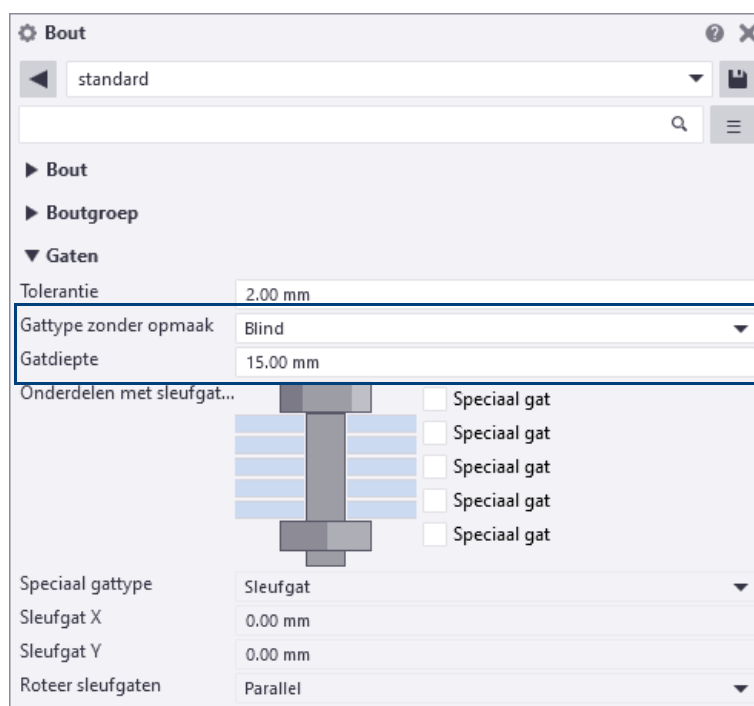 Bout
standard
Bout
Boutgroep
Gaten
Tolerantie 2.00 mm
Gattype zonder opmaak Blind
Gatdiepte 15.00 mm
Onderdelen met sleufgat... Speciaal gat
Speciaal gat
Speciaal gat
Speciaal gat
Speciaal gat
Speciaal gattype Sleufgat
Sleufgat X 0.00 mm
Sleufgat Y 0.00 mm
Roteer sleufgaten Parallel